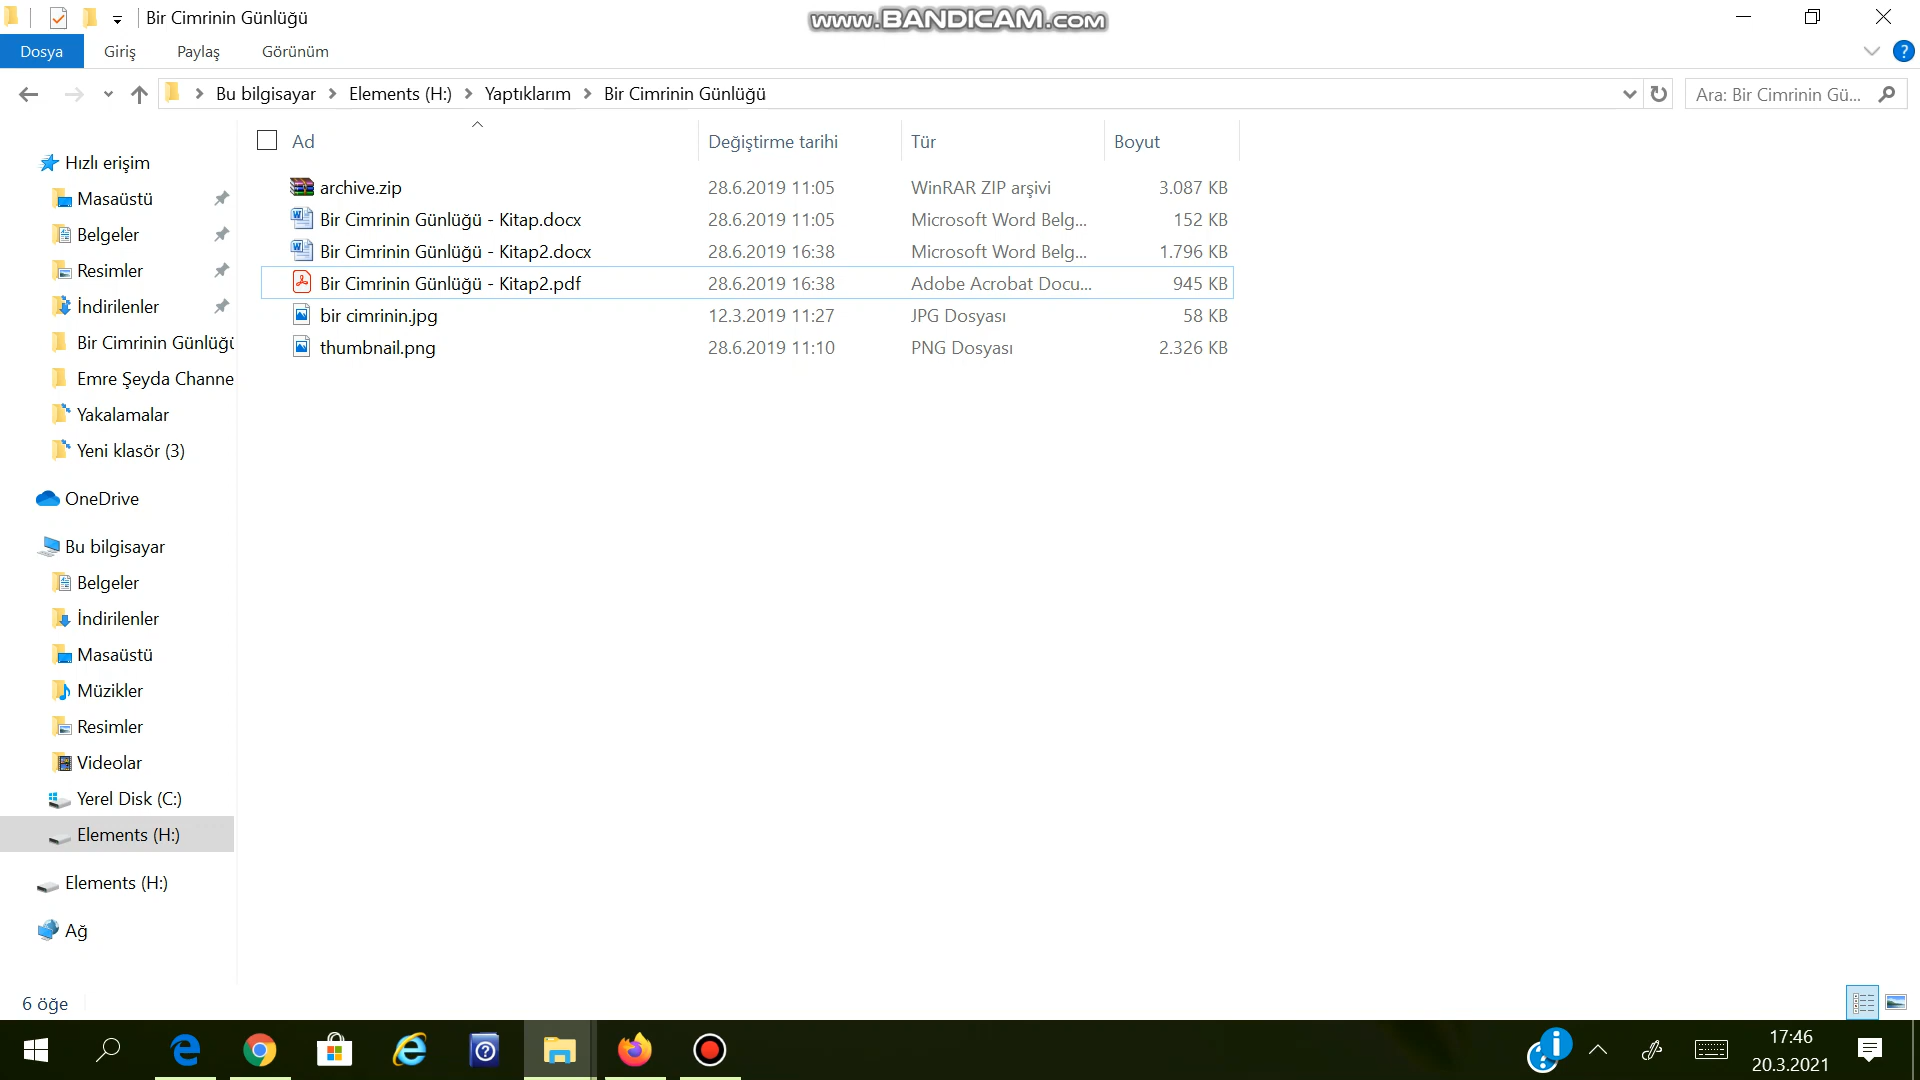 Bir Cimrinin Günlüğü
www.BANDICAM.com
Dosya Giriş Paylaş Görünüm
Bu bilgisayar Elements (H:) Yaptıklarım Bir Cimrinin Günlüğü
Ara: Bir Cimrinin Gü...
Ad Değiştirme tarihi Tür Boyut
archive.zip 28.6.2019 11:05 WinRAR ZIP arşivi 3.087 KB
Bir Cimrinin Günlüğü - Kitap.docx 28.6.2019 11:05 Microsoft Word Belg... 152 KB
Bir Cimrinin Günlüğü - Kitap2.docx 28.6.2019 16:38 Microsoft Word Belg... 1.796 KB
Bir Cimrinin Günlüğü - Kitap2.pdf 28.6.2019 16:38 Adobe Acrobat Docu... 945 KB
bir cimrinin.jpg 12.3.2019 11:27 JPG Dosyası 58 KB
thumbnail.png 28.6.2019 11:10 PNG Dosyası 2.326 KB
Hızlı erişim
Masaüstü
Belgeler
Resimler
İndirilenler
Bir Cimrinin Günlüğü
Emre Şeyda Channe
Yakalamalar
Yeni klasör (3)
OneDrive
Bu bilgisayar
Belgeler
İndirilenler
Masaüstü
Müzikler
Resimler
Videolar
Yerel Disk (C:)
Elements (H:)
Elements (H:)
Ağ
6 öğe
17:46
20.3.2021